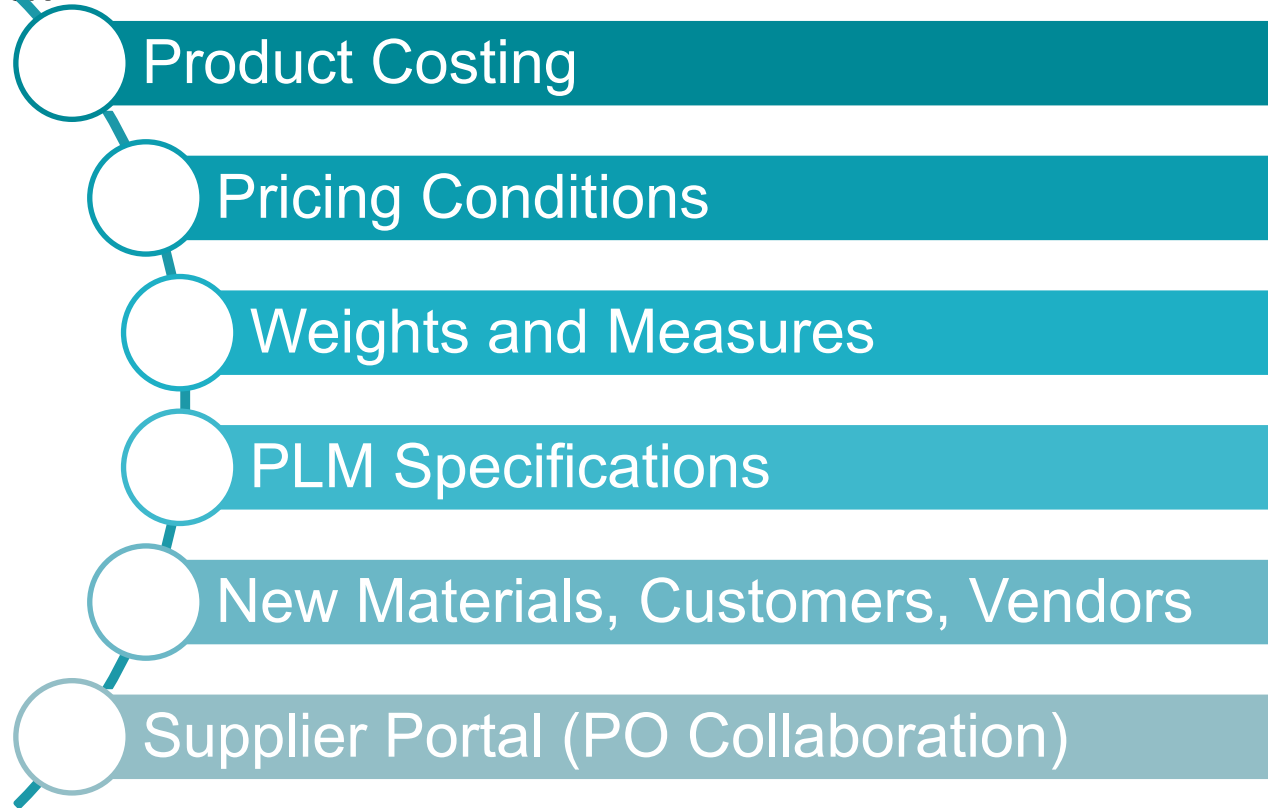 Product Costing
Pricing Conditions
Weights and Measures
PLM Specifications
New Materials, Customers, Vendors
Supplier Portal (PO Collaboration)